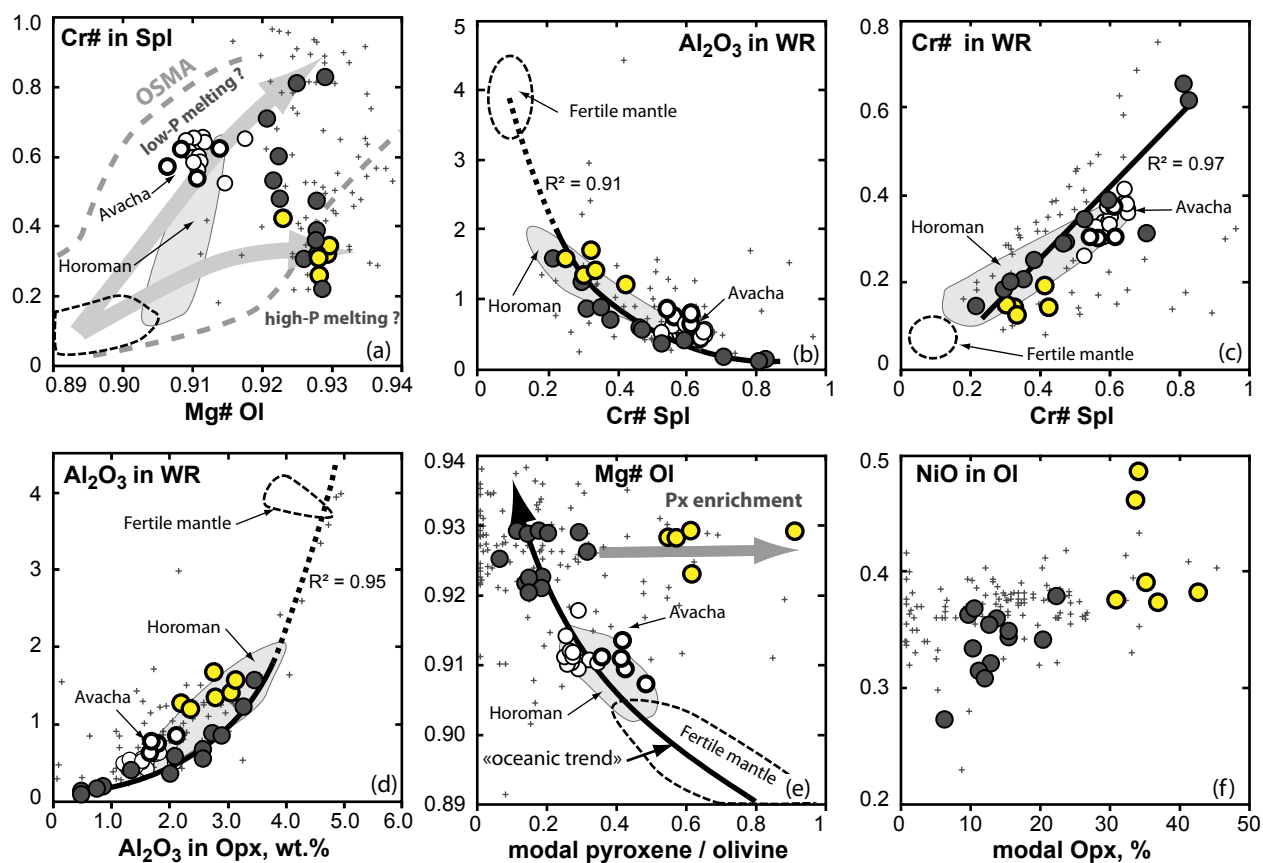 1.0
0.8
0.6
0.4
0.2
0
Cr# in Spl
OSMA
low-P melting ?
Avacha
Horoman
high-P melting ?
(a)
0.89 0.90 0.91 0.92 0.93 0.94
Mg# Ol
5
4
3
2
1
0
Al₂O₃ in WR
Fertile mantle
R² = 0.91
Horoman
Avacha
(b)
0 0.2 0.4 0.6 0.8 1
Cr# Spl
0.8
0.6
0.4
0.2
0
Cr# in WR
R² = 0.97
Horoman
Avacha
Fertile mantle
(c)
0 0.2 0.4 0.6 0.8 1
Cr# Spl
4
3
2
1
0
Al₂O₃ in WR
Fertile mantle
R² = 0.95
Horoman
Avacha
(d)
0 1.0 2.0 3.0 4.0 5.0 6.0
Al₂O₃ in Opx, wt.%
0.94
0.93
0.92
0.91
0.90
0.89
Mg# Ol
Px enrichment
Avacha
Horoman
«oceanic trend»
Fertile mantle
(e)
0 0.2 0.4 0.6 0.8 1
modal pyroxene / olivine
0.5
0.4
0.3
0.2
NiO in Ol
(f)
0 10 20 30 40 50
modal Opx, %